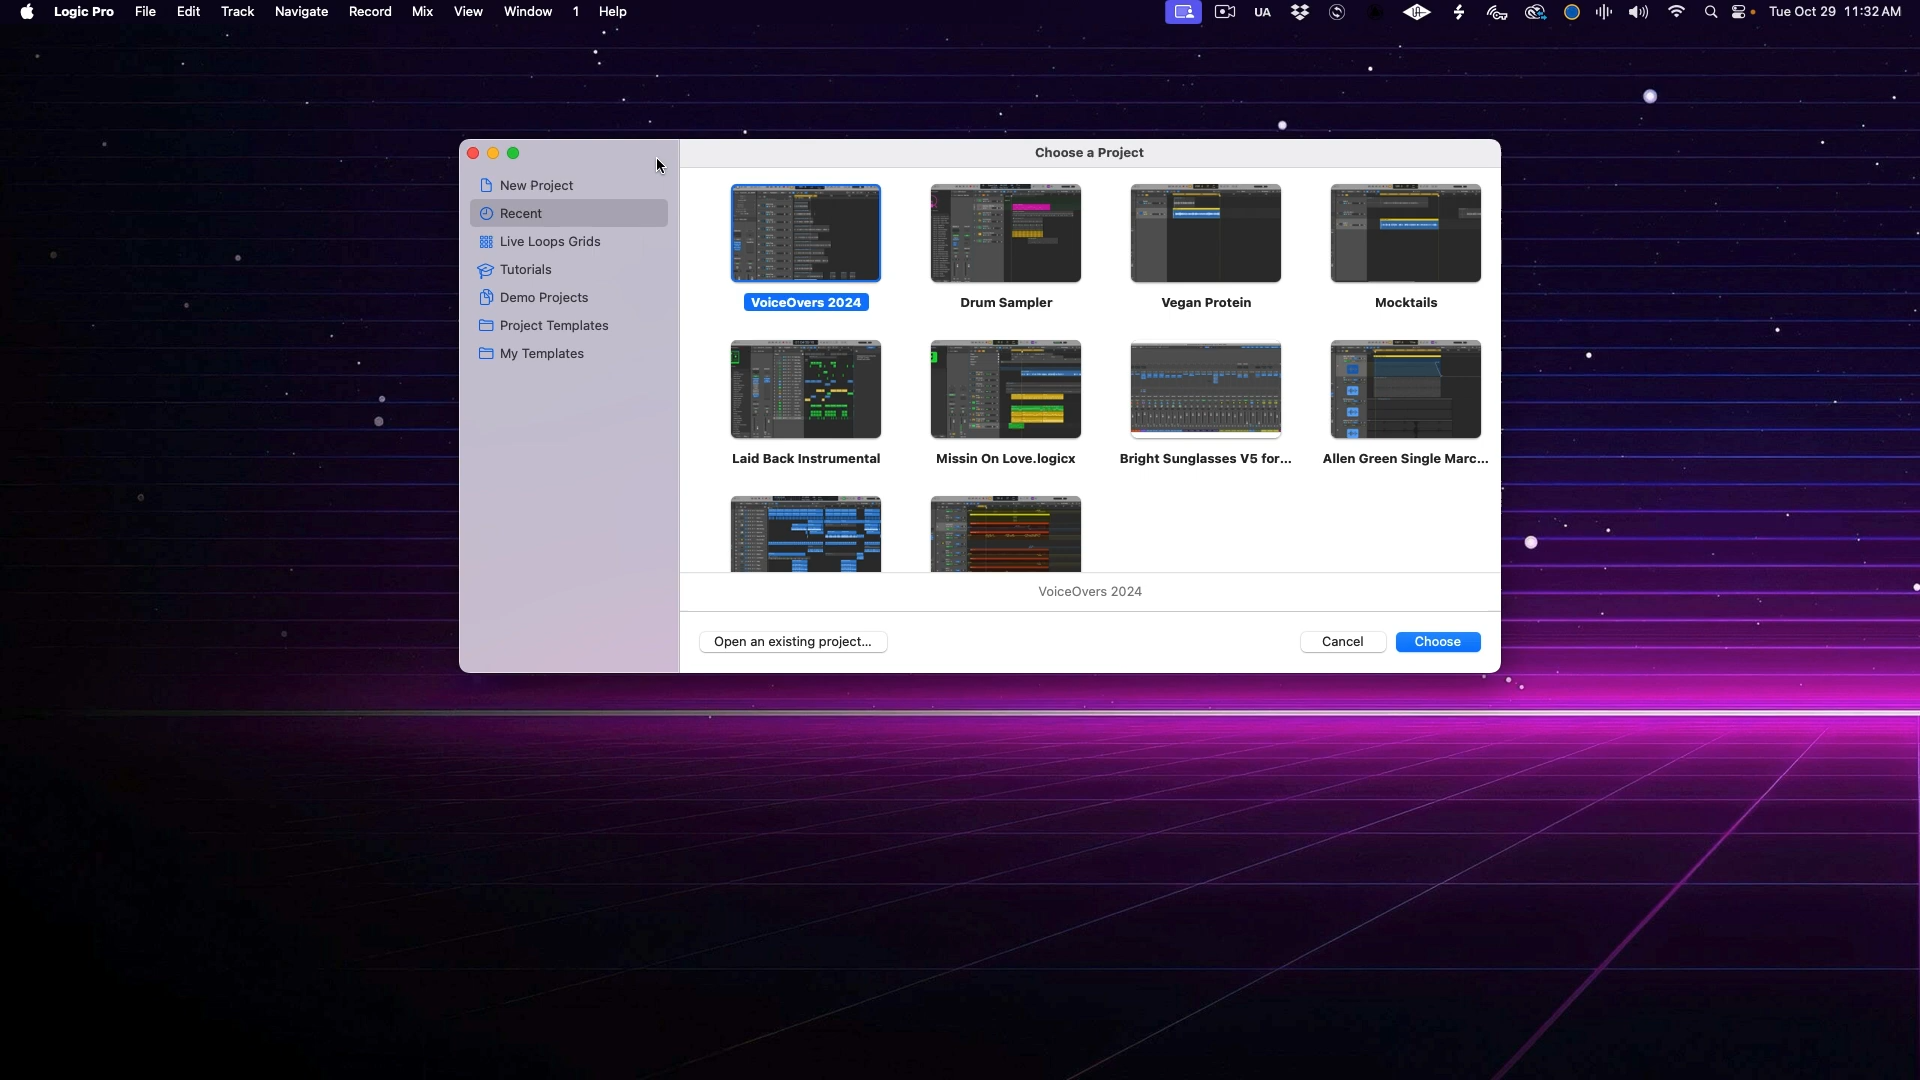 Logic Pro File Edit Track Navigate Record Mix View Window 1 Help UA Tue Oct 29 11:32 AM
Choose a Project
New Project
Recent
Live Loops Grids
Tutorials
Demo Projects
Project Templates
My Templates
VoiceOvers 2024 Drum Sampler Vegan Protein Mocktails
Laid Back Instrumental Missin On Love.logicx Bright Sunglasses V5 for... Allen Green Single Marc...
VoiceOvers 2024
Open an existing project... Cancel Choose